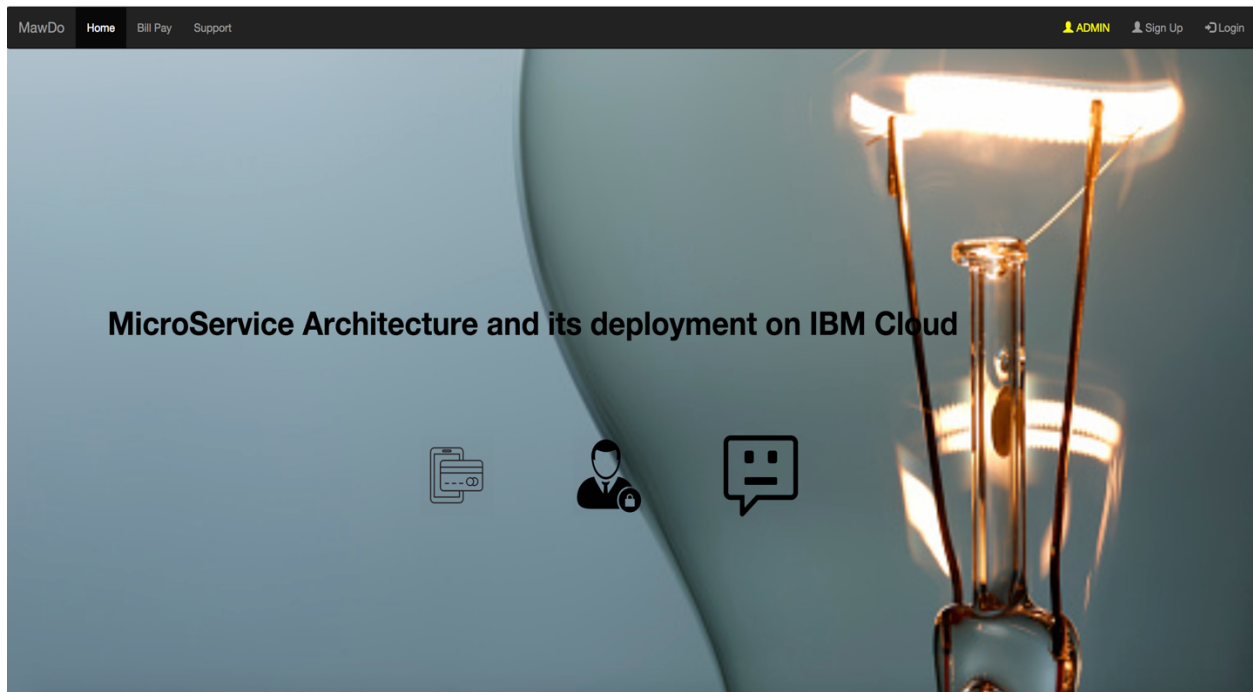 MawDo Home Bill Pay Support ADMIN Sign Up Login
MicroService Architecture and its deployment on IBM Cloud